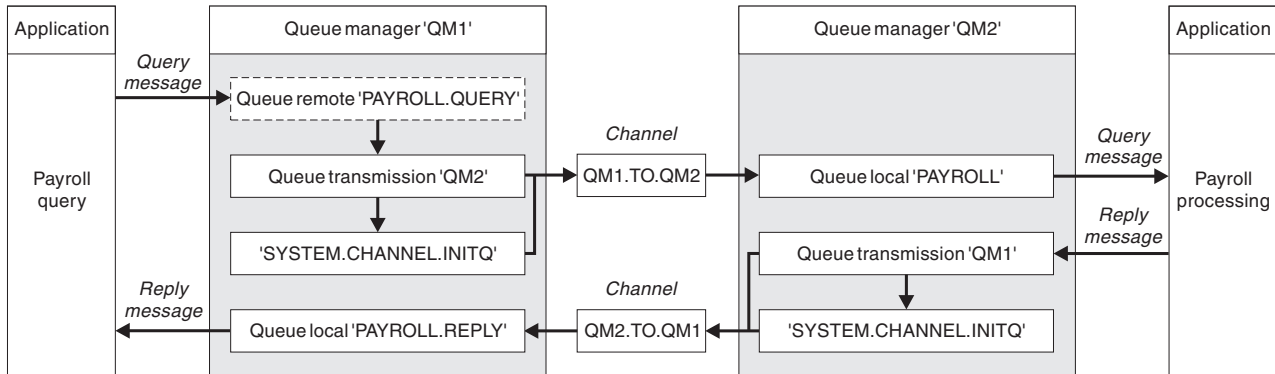 Application
Queue manager 'QM1'
Queue manager 'QM2'
Application
Query
message
Queue remote 'PAYROLL.QUERY'
Channel
Query
message
Payroll
query
Queue transmission 'QM2'
QM1.TO.QM2
Queue local 'PAYROLL'
Payroll
processing
Reply
message
'SYSTEM.CHANNEL.INITQ'
Queue transmission 'QM1'
Reply
message
Channel
Queue local 'PAYROLL.REPLY'
QM2.TO.QM1
'SYSTEM.CHANNEL.INITQ'